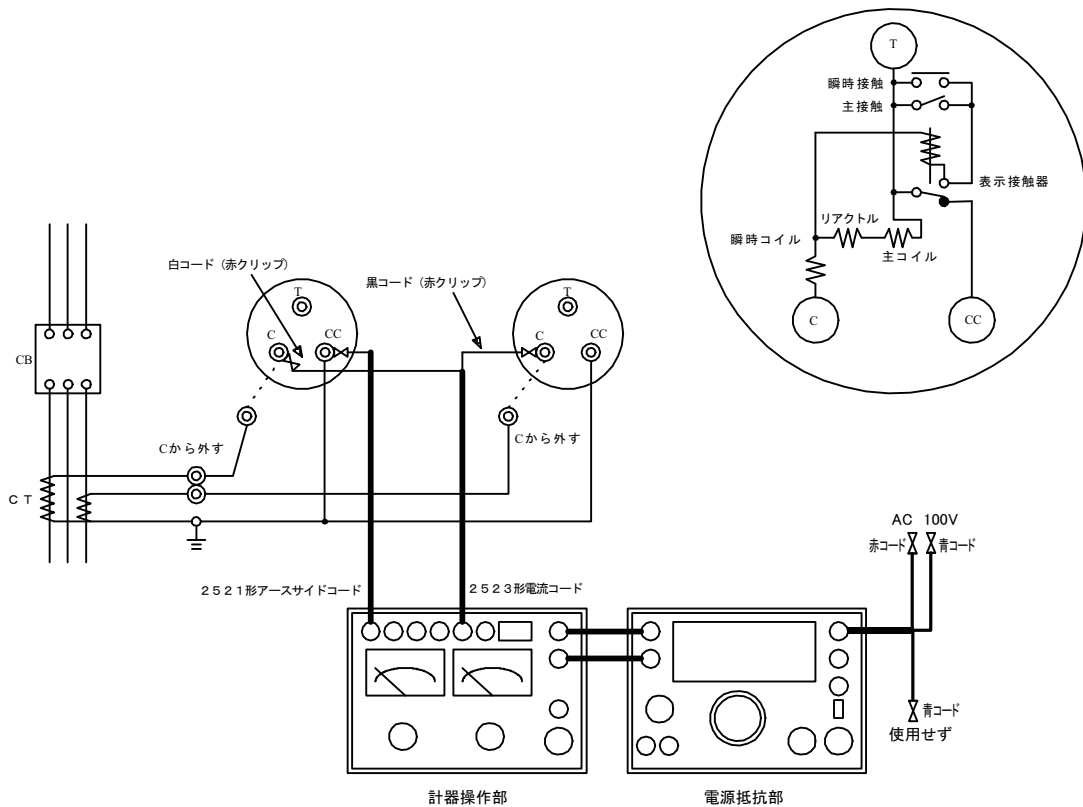 T
瞬時接触
主接触
表示接触器
リアクトル
瞬時コイル
主コイル
C
CC
白コード（赤クリップ）
黒コード（赤クリップ）
T
C
CC
T
C
CC
CB
Cから外す
Cから外す
CT
AC 100V
赤コード
青コード
2521形アースサイドコード
2523形電流コード
青コード
使用せず
計器操作部
電源抵抗部